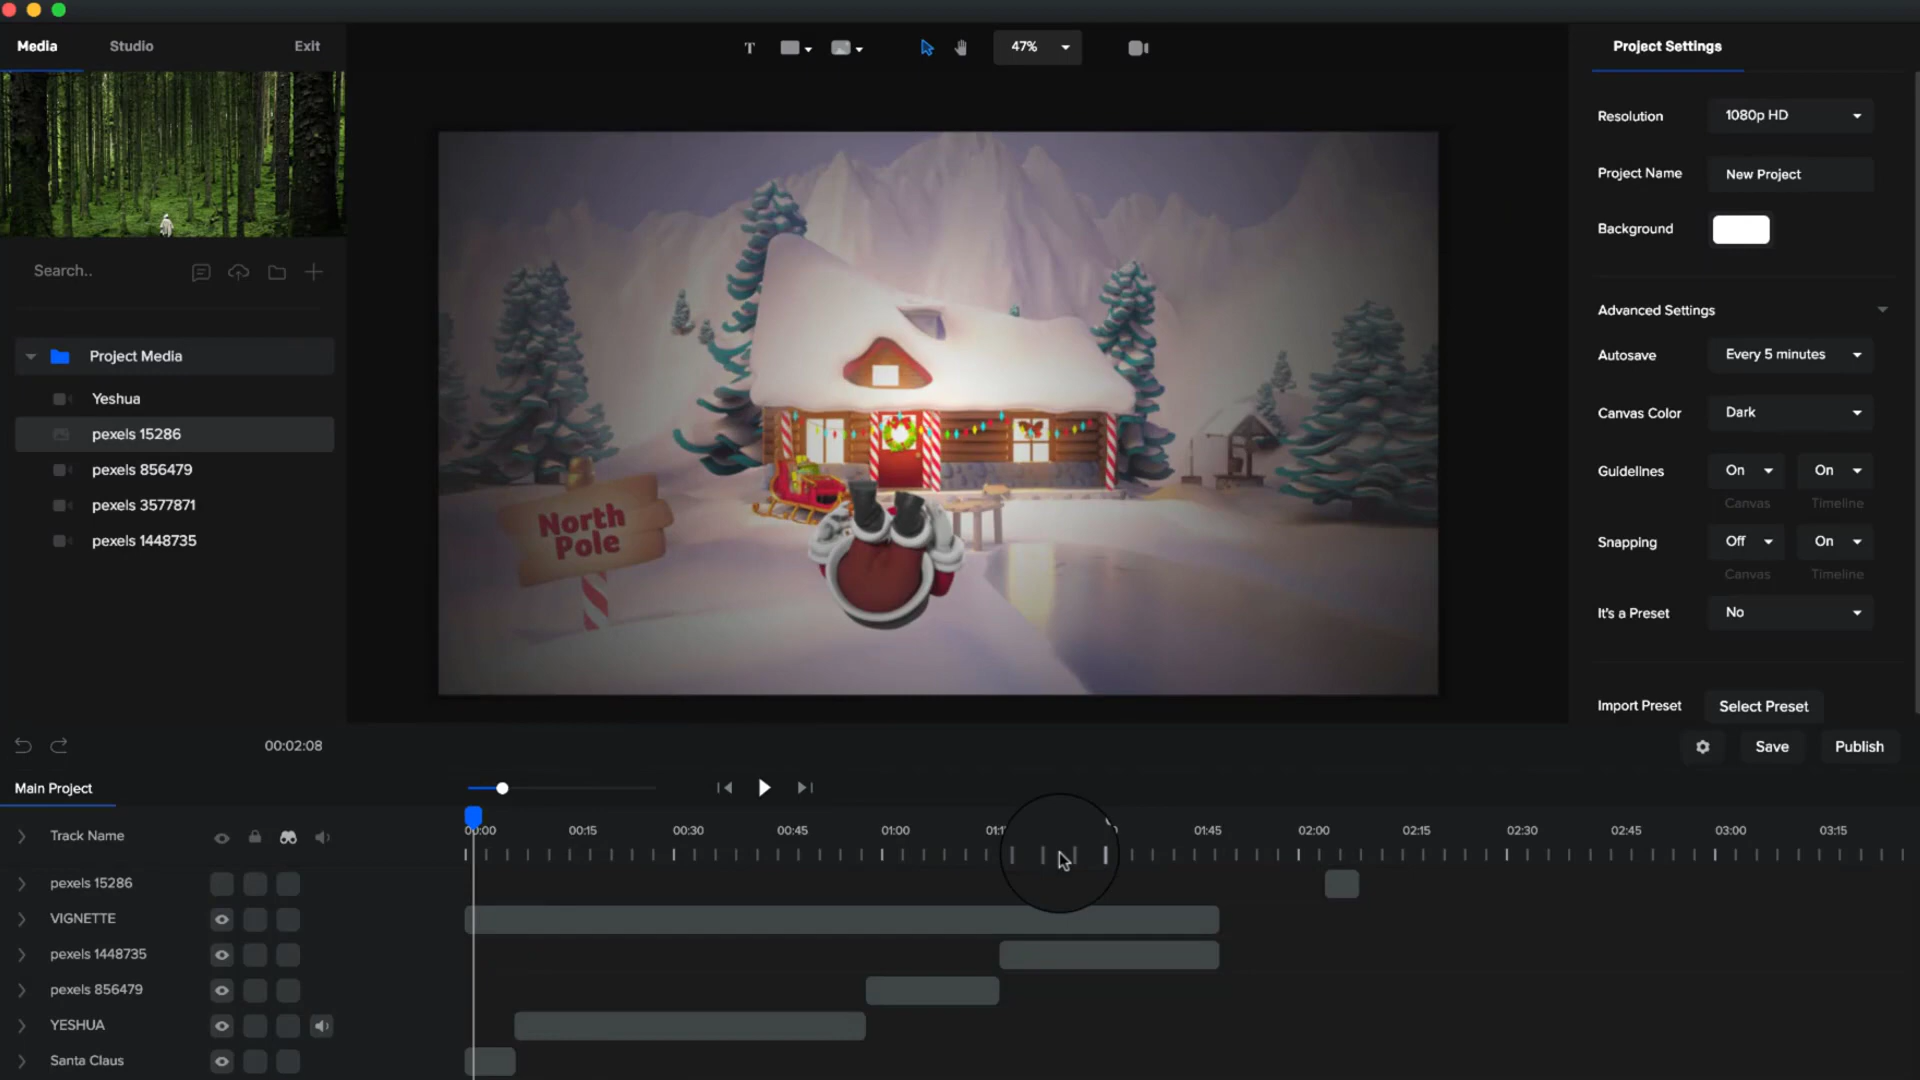 Media
Studio
Exit
T
47%
Project Settings
Resolution
1080p HD
Project Name
New Project
Background
Search..
Advanced Settings
Project Media
Autosave
Every 5 minutes
Yeshua
Canvas Color
Dark
pexels 15286
pexels 856479
Guidelines
On
On
Canvas
Timeline
pexels 3577871
North
Pole
pexels 1448735
Snapping
Off
On
Canvas
Timeline
It's a Preset
No
Import Preset
Select Preset
00:02:08
Save
Publish
Main Project
Track Name
00:15
00:30
00:45
01:00
01:45
02:00
02:15
02:30
02:45
03:00
03:15
pexels 15286
VIGNETTE
pexels 1448735
pexels 856479
YESHUA
Santa Claus